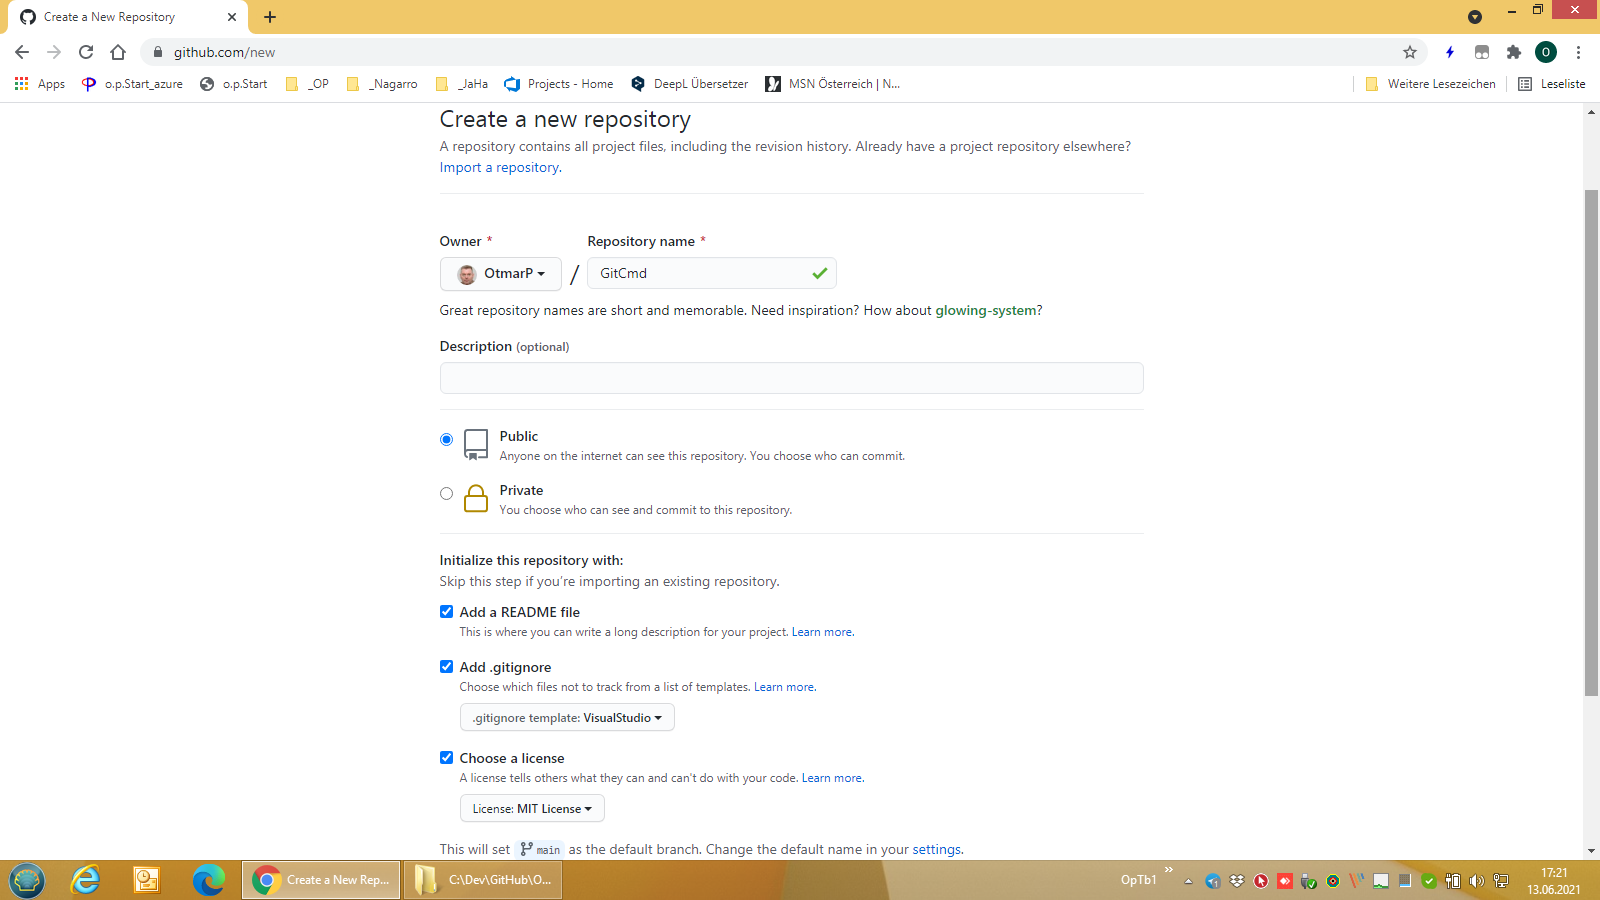 Create a New Repository
github.com/new
O
Apps
o.p.Start_azure
o.p.Start
_OP
_Nagarro
_JaHa
Projects - Home
DeepL Übersetzer
MSN Österreich | N...
Weitere Lesezeichen
Leseliste
Create a new repository
A repository contains all project files, including the revision history. Already have a project repository elsewhere?
Import a repository.
Owner *
Repository name *
OtmarP
/
GitCmd
Great repository names are short and memorable. Need inspiration? How about glowing-system?
Description (optional)
Public
Anyone on the internet can see this repository. You choose who can commit.
Private
You choose who can see and commit to this repository.
Initialize this repository with:
Skip this step if you're importing an existing repository.
Add a README file
This is where you can write a long description for your project. Learn more.
Add .gitignore
Choose which files not to track from a list of templates. Learn more.
.gitignore template: VisualStudio
Choose a license
A license tells others what they can and can't do with your code. Learn more.
License: MIT License
This will set main as the default branch. Change the default name in your settings.
Create a New Rep...
C:\Dev\GitHub\O...
OpTb1
17:21
13.06.2021